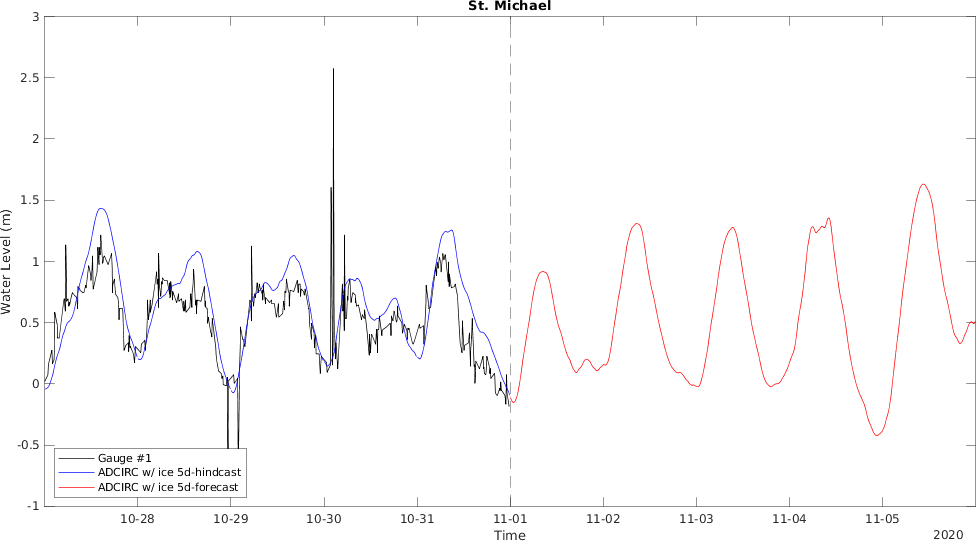 St. Michael
3
2.5
2
1.5
1
0.5
0
-0.5
-1
Water Level (m)
Gauge #1
ADCIRC w/ ice 5d-hindcast
ADCIRC w/ ice 5d-forecast
10-28 10-29 10-30 10-31 11-01 11-02 11-03 11-04 11-05
Time
2020